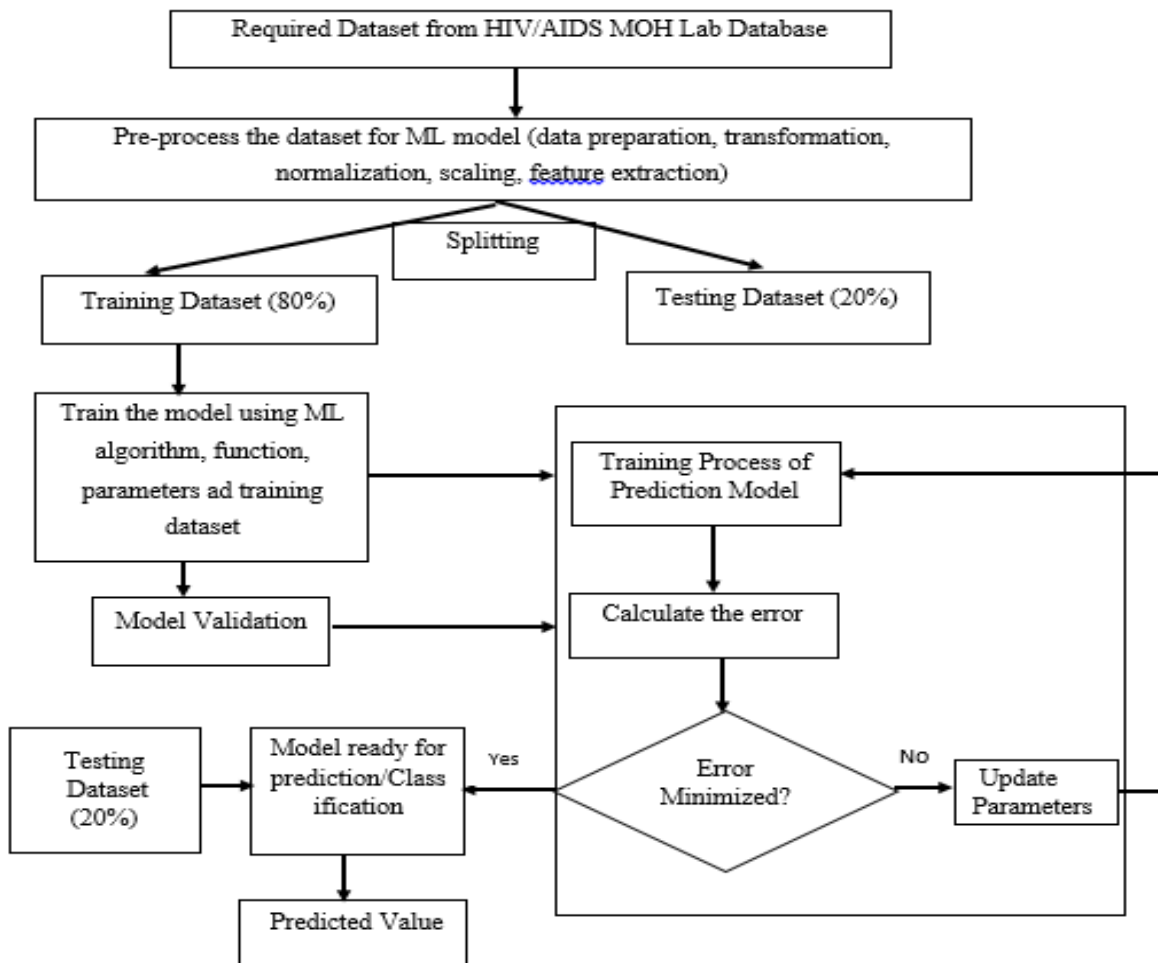 Required Dataset from HIV/AIDS MOH Lab Database
Pre-process the dataset for ML model (data preparation, transformation,
normalization, scaling, feature extraction)
Splitting
Training Dataset (80%)
Testing Dataset (20%)
Train the model using ML
algorithm, function,
parameters ad training
dataset
Training Process of
Prediction Model
Model Validation
Calculate the error
Testing
Dataset
(20%)
Model ready for
prediction/Class
ification
Yes
Error
Minimized?
No
Update
Parameters
Predicted Value